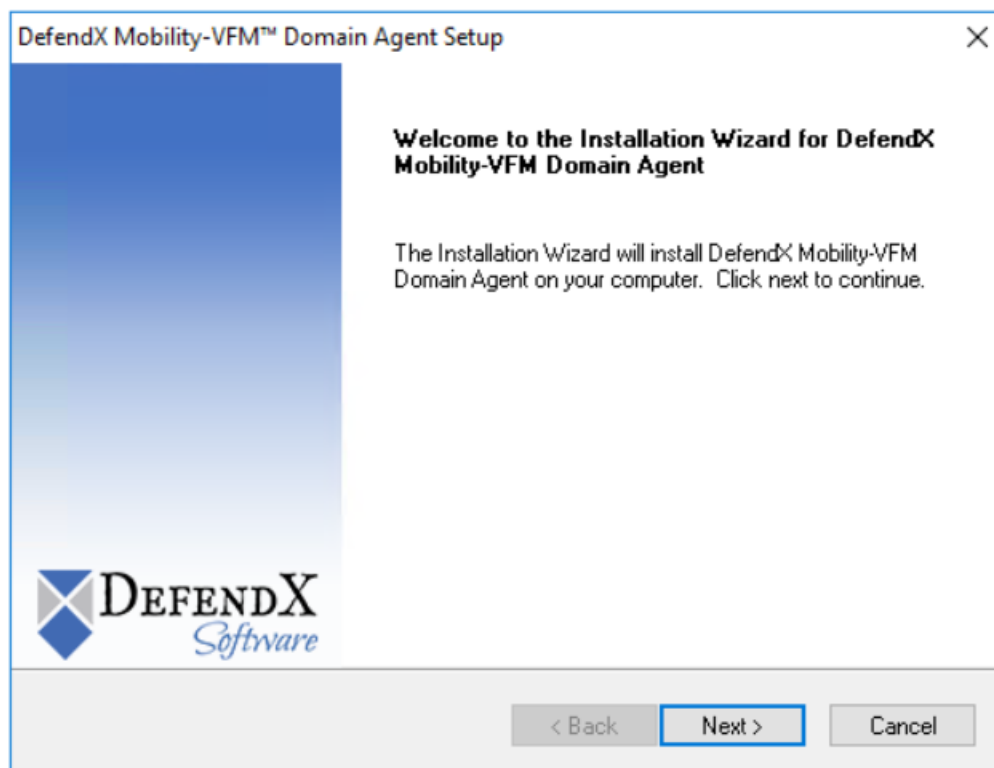 DefendX Mobility-VFM™ Domain Agent Setup
Welcome to the Installation Wizard for DefendX
Mobility-VFM Domain Agent
The Installation Wizard will install DefendX Mobility-VFM
Domain Agent on your computer.  Click next to continue.
DEFENDX
Software
< Back
Next >
Cancel